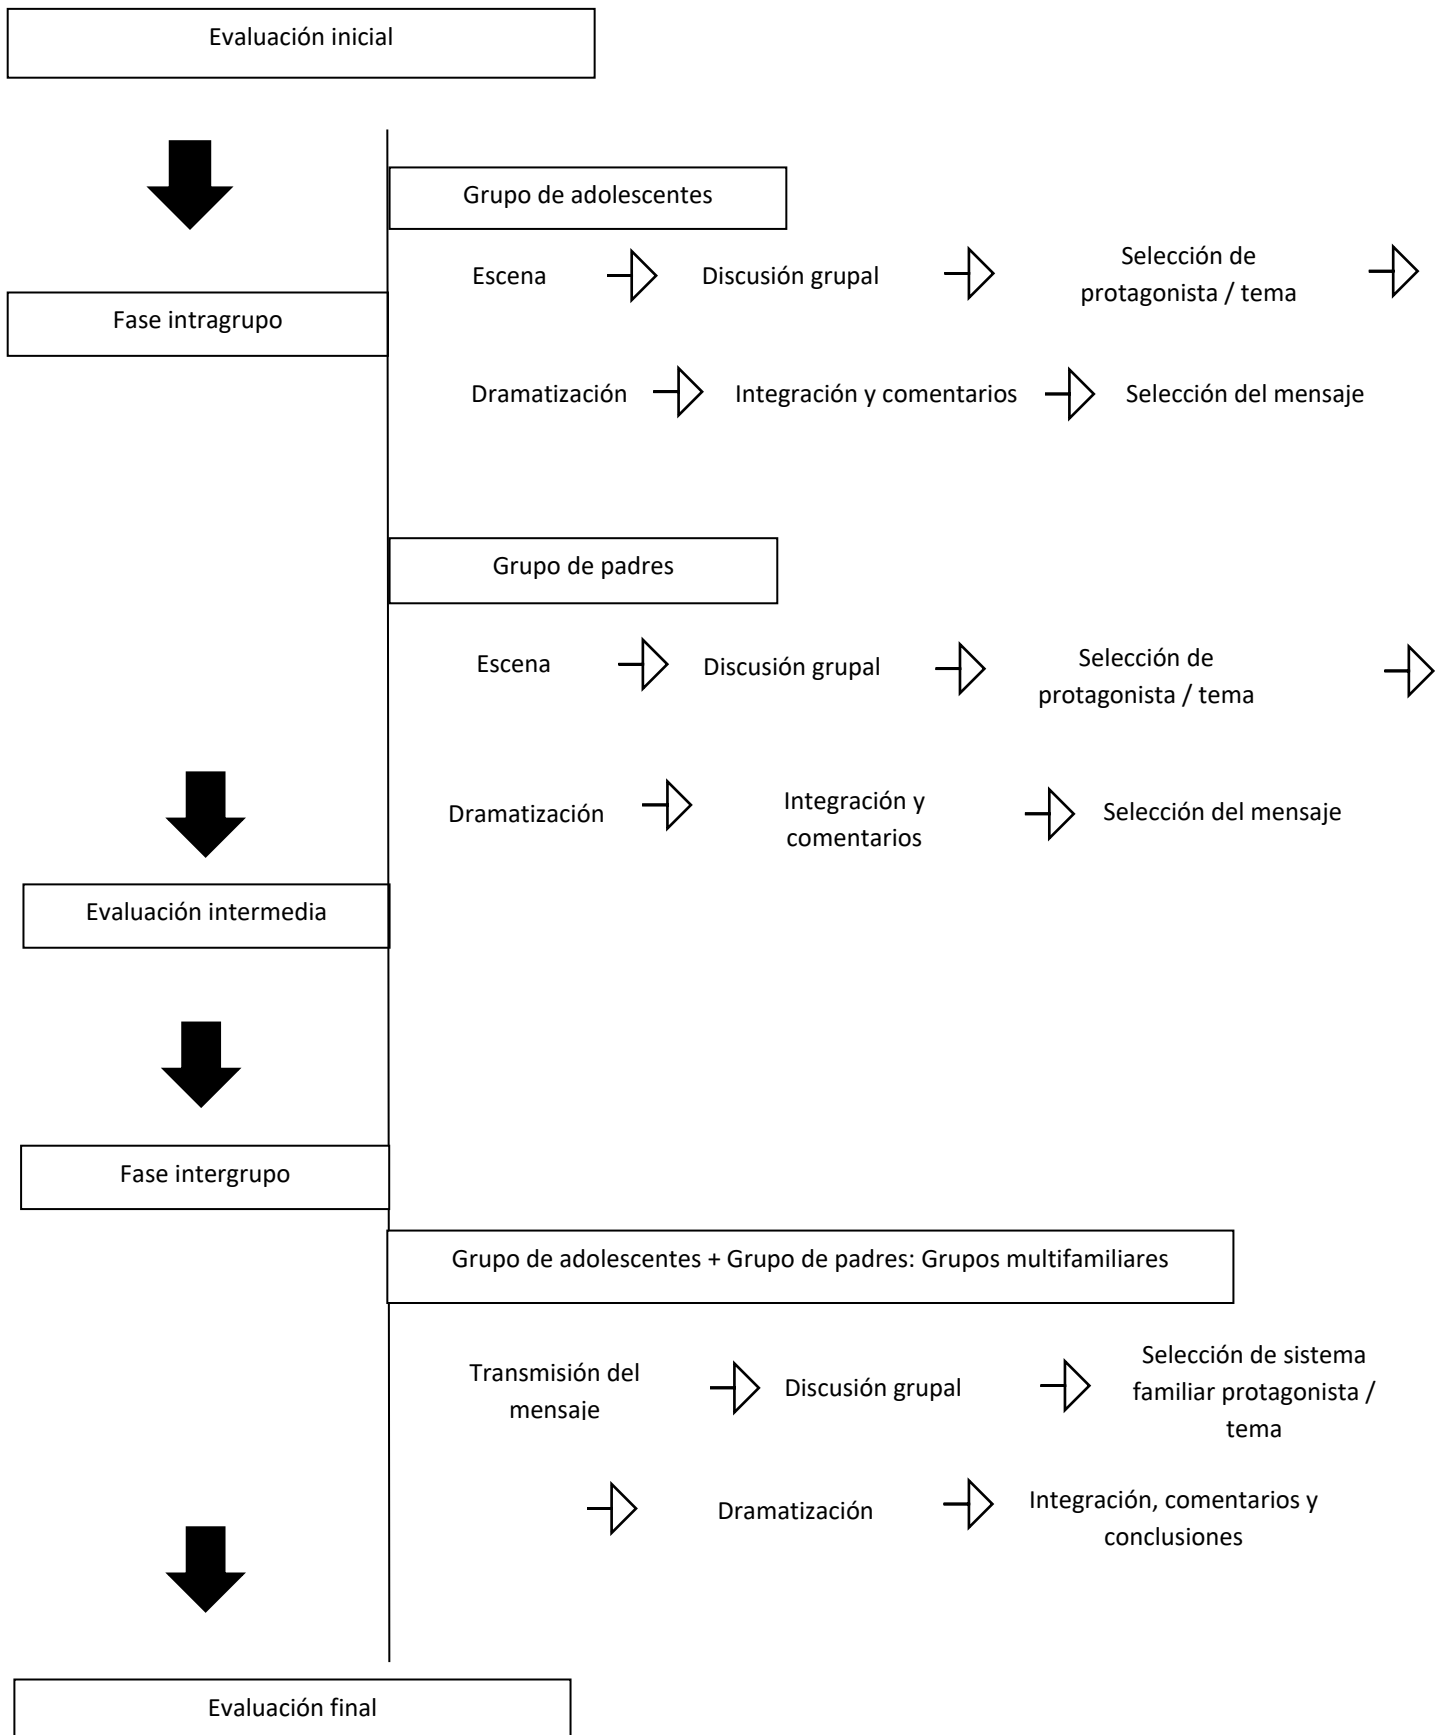 Evaluación inicial
Grupo de adolescentes
Escena
Discusión grupal
Selección de
protagonista / tema
Fase intragrupo
Dramatización
Integración y comentarios
Selección del mensaje
Grupo de padres
Escena
Discusión grupal
Selección de
protagonista / tema
Dramatización
Integración y
comentarios
Selección del mensaje
Evaluación intermedia
Fase intergrupo
Grupo de adolescentes + Grupo de padres: Grupos multifamiliares
Transmisión del
mensaje
Discusión grupal
Selección de sistema
familiar protagonista /
tema
Dramatización
Integración, comentarios y
conclusiones
Evaluación final